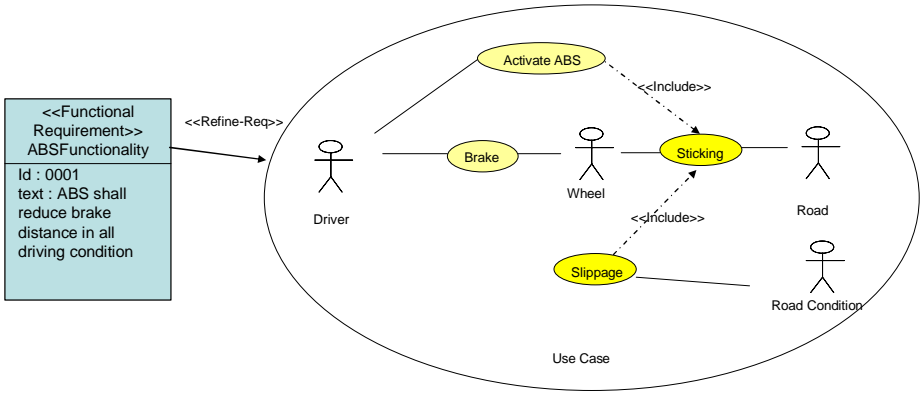 <<Functional
Requirement>>
ABSFunctionality
Id : 0001
text : ABS shall
reduce brake
distance in all
driving condition
<<Refine-Req>>
Activate ABS
<<Include>>
Brake
Sticking
Driver
Wheel
Road
<<Include>>
Slippage
Road Condition
Use Case